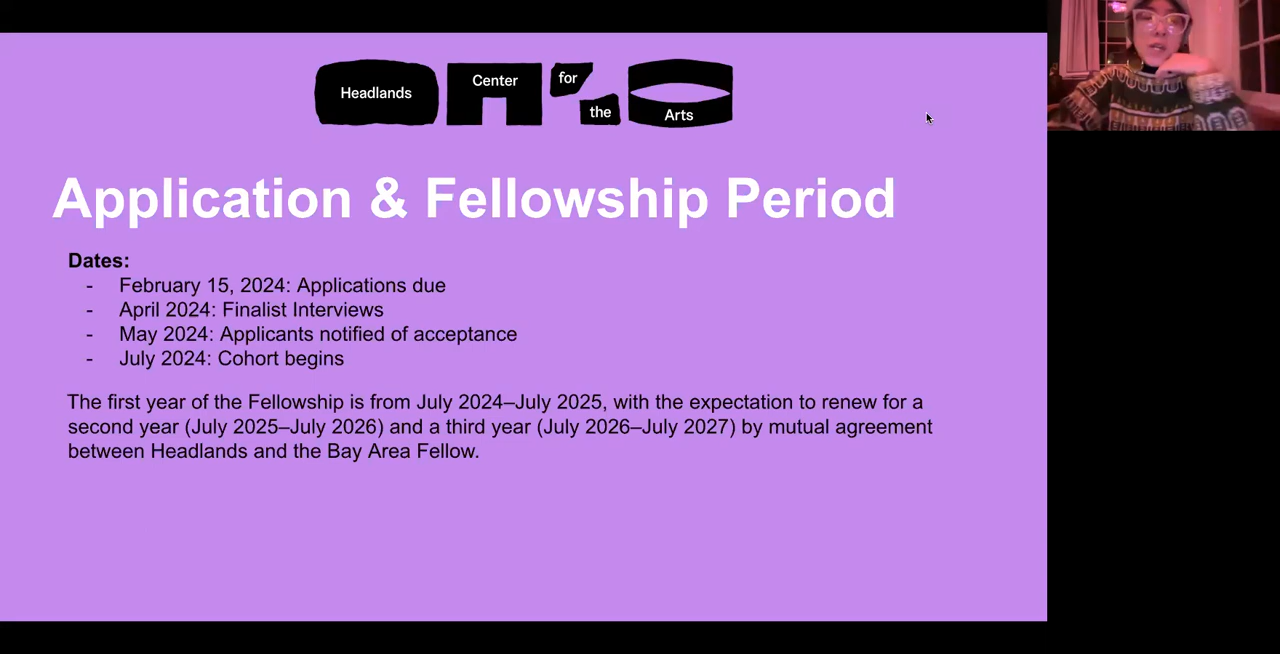 Headlands
Center
for
the
Arts
Application & Fellowship Period
Dates:
- February 15, 2024: Applications due
- April 2024: Finalist Interviews
- May 2024: Applicants notified of acceptance
- July 2024: Cohort begins
The first year of the Fellowship is from July 2024–July 2025, with the expectation to renew for a
second year (July 2025–July 2026) and a third year (July 2026–July 2027) by mutual agreement
between Headlands and the Bay Area Fellow.